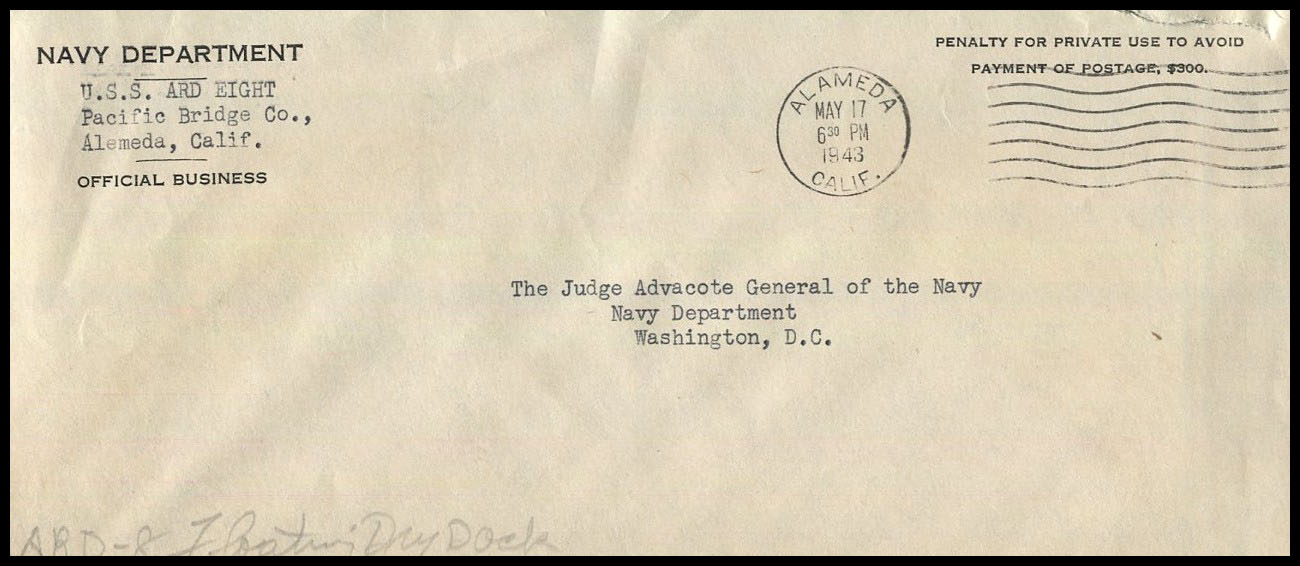 NAVY DEPARTMENT
U.S.S. ARD EIGHT
Pacific Bridge Co.,
Alemeda, Calif.
OFFICIAL BUSINESS
PENALTY FOR PRIVATE USE TO AVOID
PAYMENT OF POSTAGE, $300.
ALAMEDA
MAY 17
6 30 PM
1943
CALIF.
The Judge Advacote General of the Navy
Navy Department
Washington, D.C.
ARD-8 Floating Dry Dock